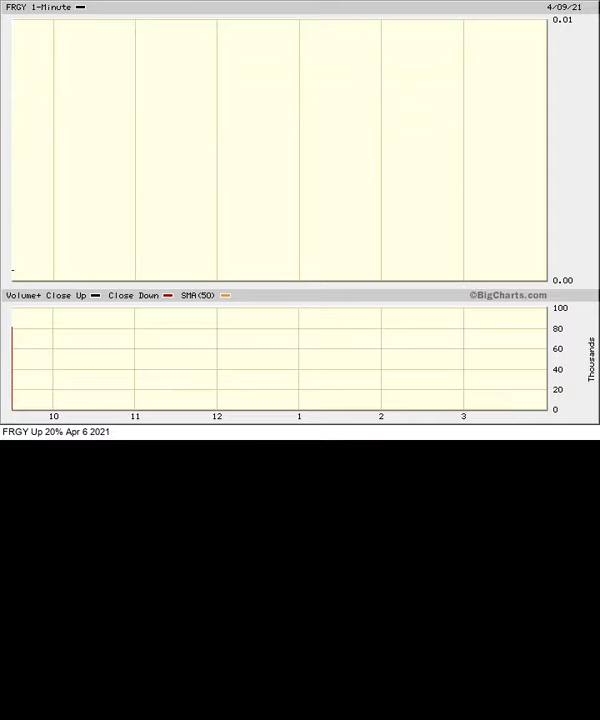 FRGY 1-Minute 4/09/21
0.01
0.00
Volume+ Close Up Close Down SMA(50) ©BigCharts.com
100
80
60
40
20
0
Thousands
10 11 12 1 2 3
FRGY Up 20% Apr 6 2021